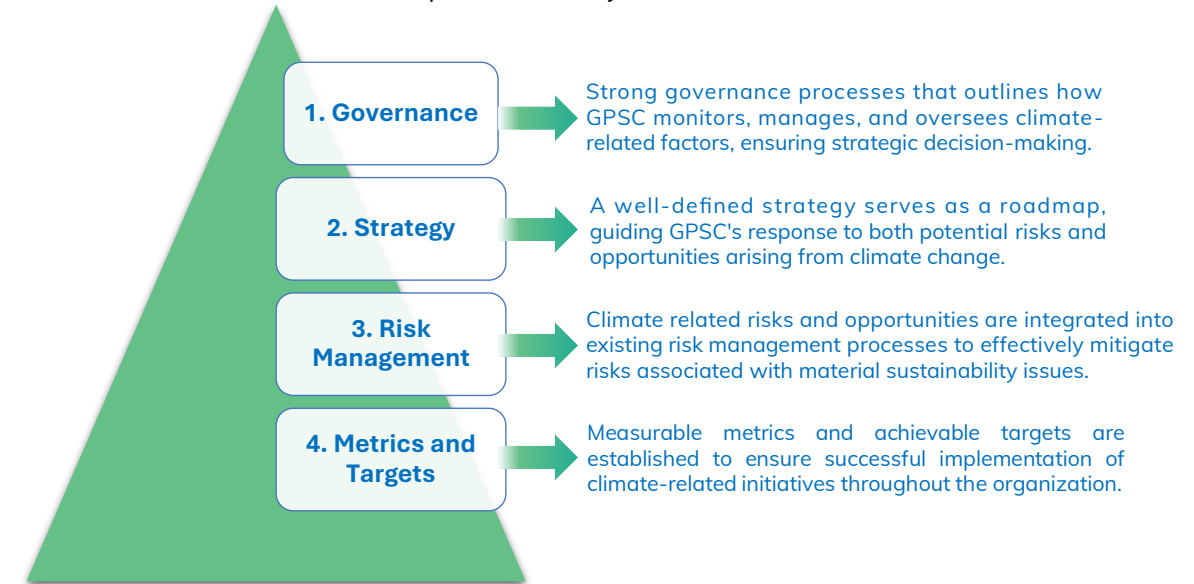 1. Governance
Strong governance processes that outlines how
GPSC monitors, manages, and oversees climate-
related factors, ensuring strategic decision-making.
2. Strategy
A well-defined strategy serves as a roadmap,
guiding GPSC's response to both potential risks and
opportunities arising from climate change.
3. Risk
Management
Climate related risks and opportunities are integrated into
existing risk management processes to effectively mitigate
risks associated with material sustainability issues.
4. Metrics and
Targets
Measurable metrics and achievable targets are
established to ensure successful implementation of
climate-related initiatives throughout the organization.